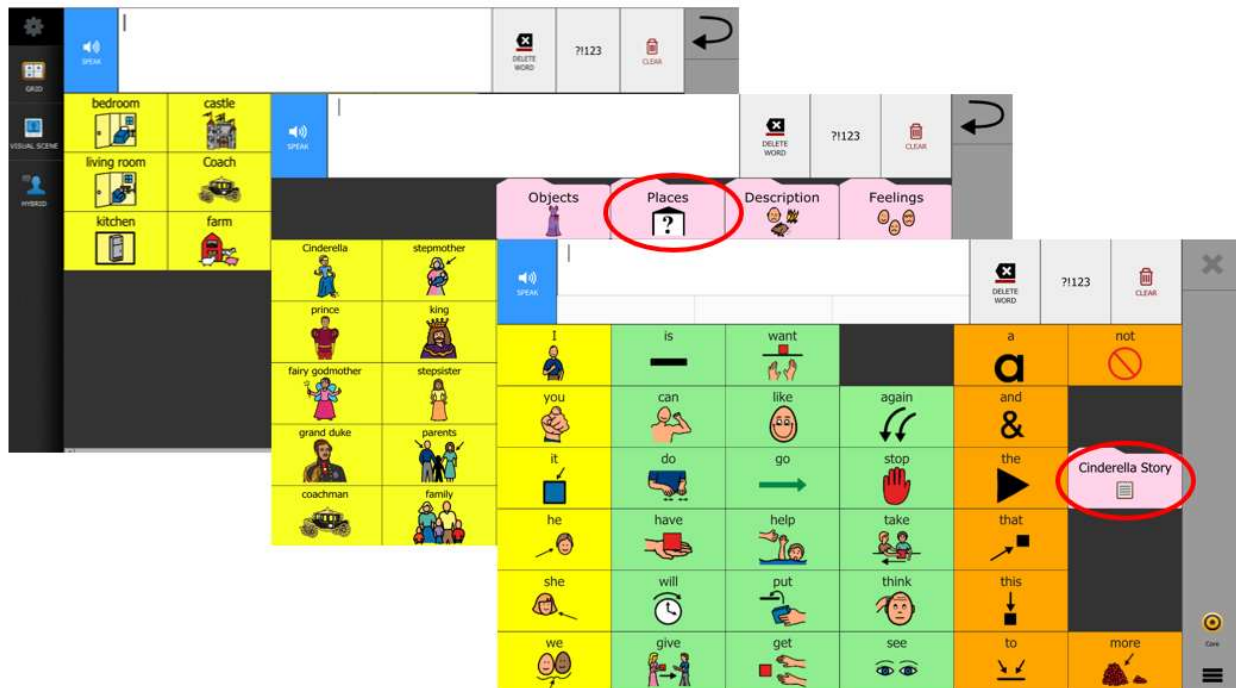 SPEAK
DELETE
WORD
?!123
CLEAR
GRID
VISUAL SCENE
HYBRID
bedroom
castle
living room
Coach
kitchen
farm
SPEAK
DELETE
WORD
?!123
CLEAR
Objects
Places
?
Description
Feelings
Cinderella
stepmother
prince
king
fairy godmother
stepsister
grand duke
parents
coachman
family
SPEAK
DELETE
WORD
?!123
CLEAR
I
is
want
a
a
not
you
can
like
again
and
&
it
do
go
stop
the
Cinderella Story
he
have
help
take
that
she
will
put
think
this
we
give
get
see
to
more
Core